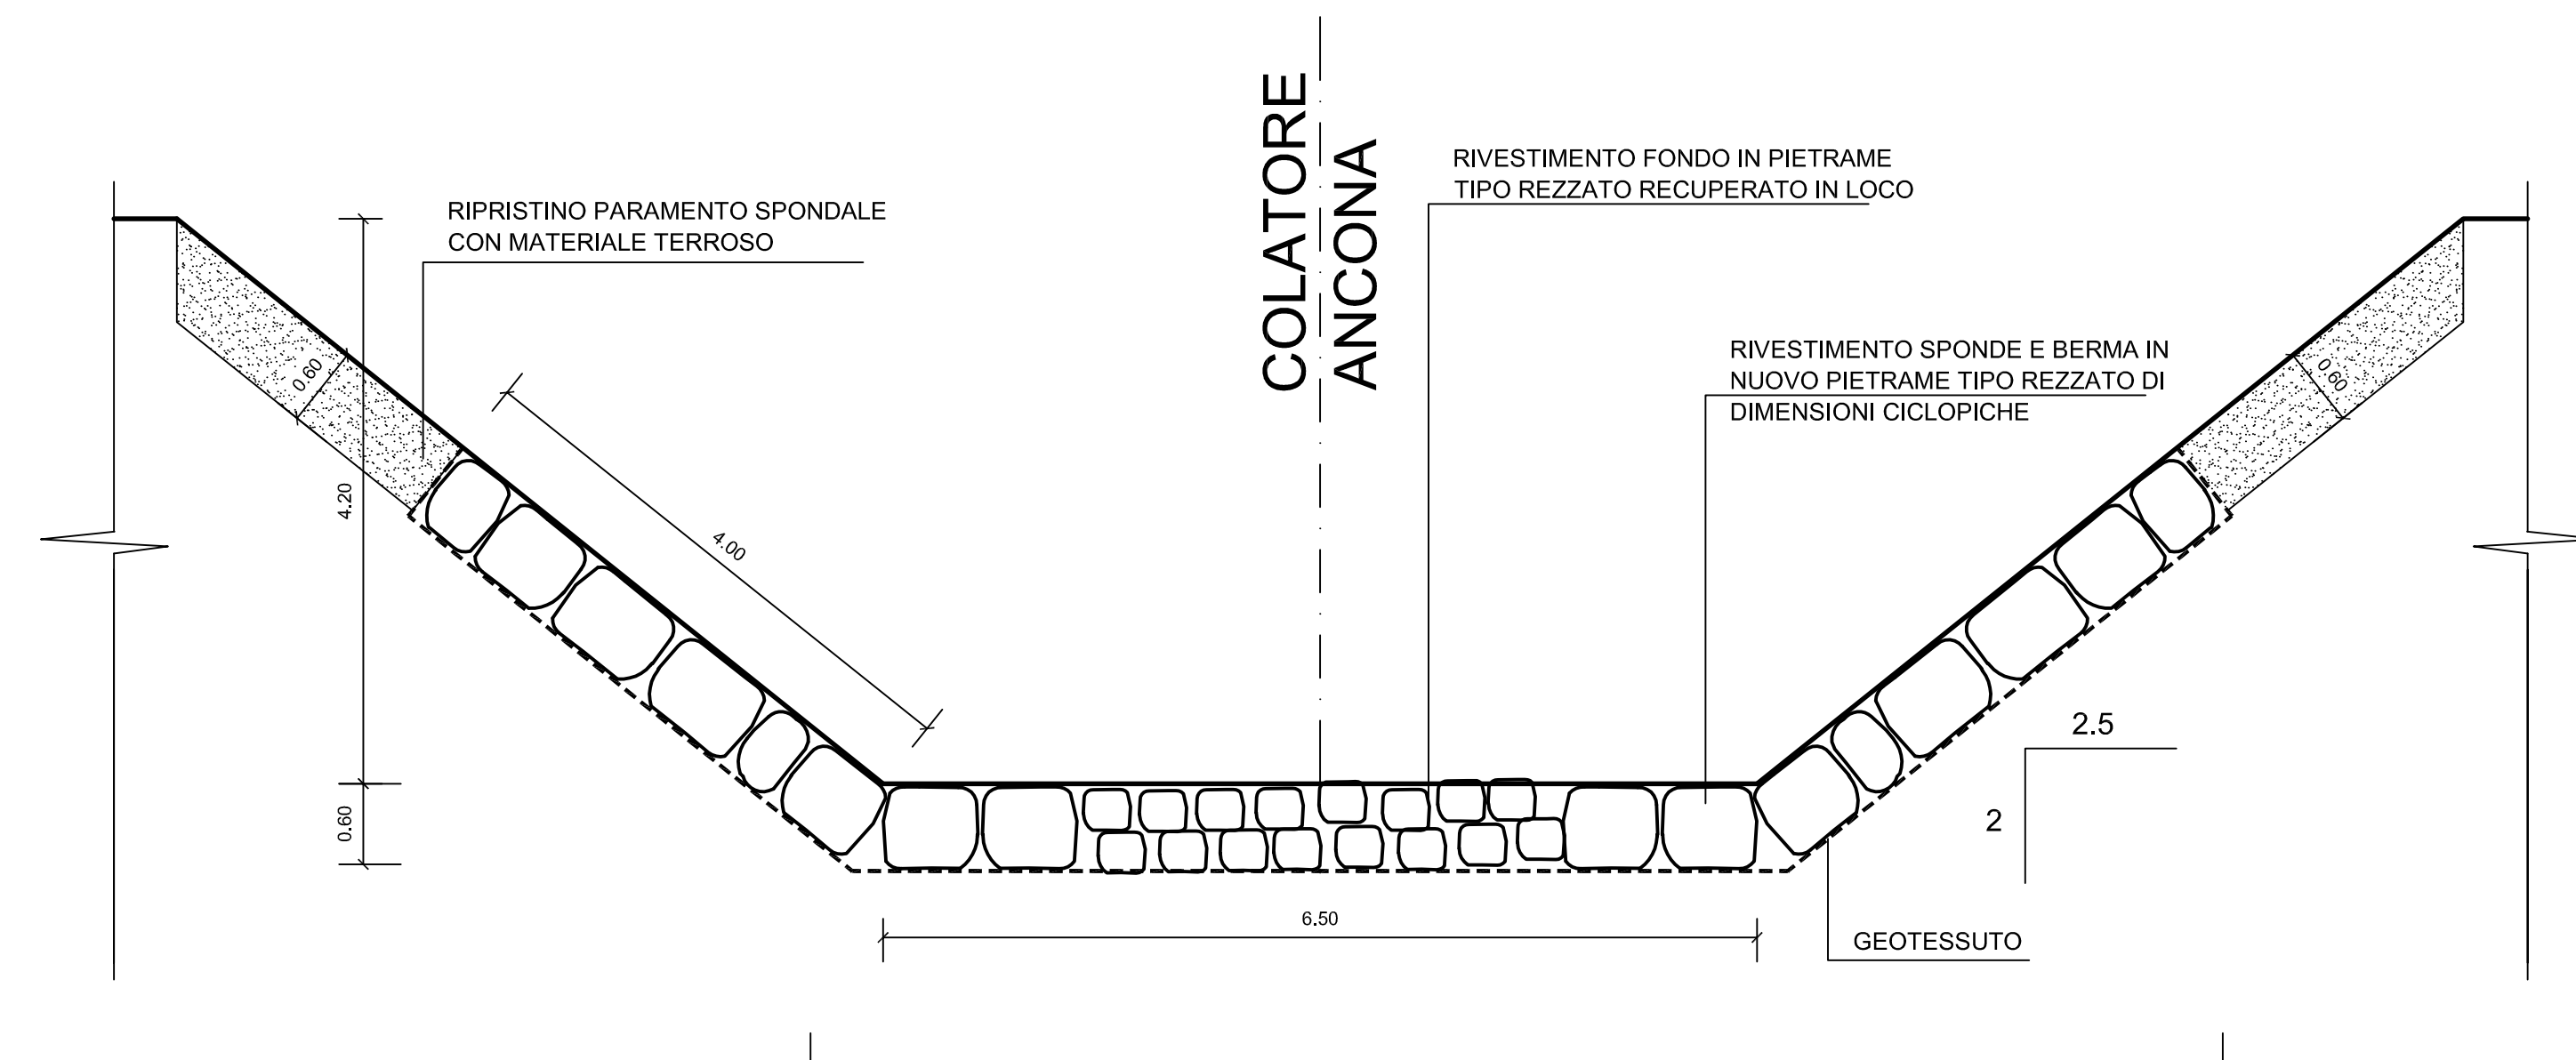 COLATORE
ANCONA
RIVESTIMENTO FONDO IN PIETRAME
TIPO REZZATO RECUPERATO IN LOCO
RIPRISTINO PARAMENTO SPONDALE
CON MATERIALE TERROSO
RIVESTIMENTO SPONDE E BERMA IN
NUOVO PIETRAME TIPO REZZATO DI
DIMENSIONI CICLOPICHE
0.60
0.60
4.20
4.00
2.5
2
0.60
6.50
GEOTESSUTO